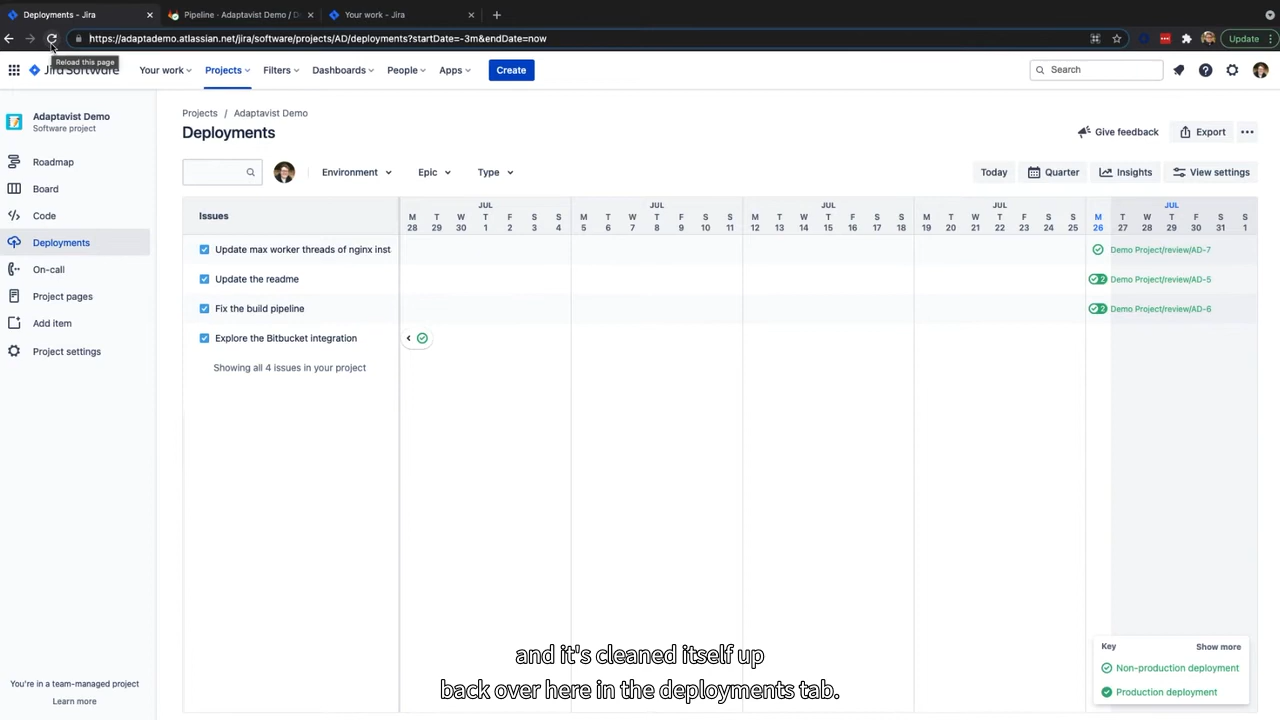 Deployments - Jira
Pipeline - Adaptavist Demo / D
Your work - Jira
https://adaptademo.atlassian.net/jira/software/projects/AD/deployments?startDate=-3m&endDate=now
Update
Reload this page
Jira Software
Your work
Projects
Filters
Dashboards
People
Apps
Create
Search
Adaptavist Demo
Software project
Roadmap
Board
Code
Deployments
On-call
Project pages
Add item
Project settings
You're in a team-managed project
Learn more
Projects / Adaptavist Demo
Deployments
Give feedback
Export
Environment
Epic
Type
Today
Quarter
Insights
View settings
Issues
JUL JUL JUL JUL JUL
M T W T F S S M T W T F S S M T W T F S S M T W T F S S M T W T F S S
28 29 30 1 2 3 4 5 6 7 8 9 10 11 12 13 14 15 16 17 18 19 20 21 22 23 24 25 26 27 28 29 30 31 1
Update max worker threads of nginx inst
Demo Project/review/AD-7
Update the readme
2 Demo Project/review/AD-5
Fix the build pipeline
2 Demo Project/review/AD-6
Explore the Bitbucket integration
Showing all 4 issues in your project
Key
Show more
Non-production deployment
Production deployment
and it's cleaned itself up
back over here in the deployments tab.